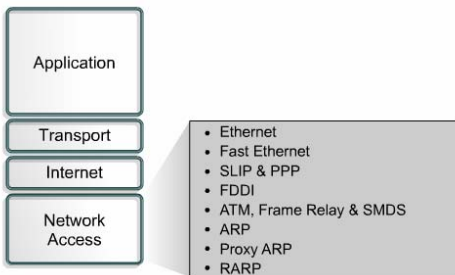 Application
Transport
Internet
Network
Access
• Ethernet
• Fast Ethernet
• SLIP & PPP
• FDDI
• ATM, Frame Relay & SMDS
• ARP
• Proxy ARP
• RARP